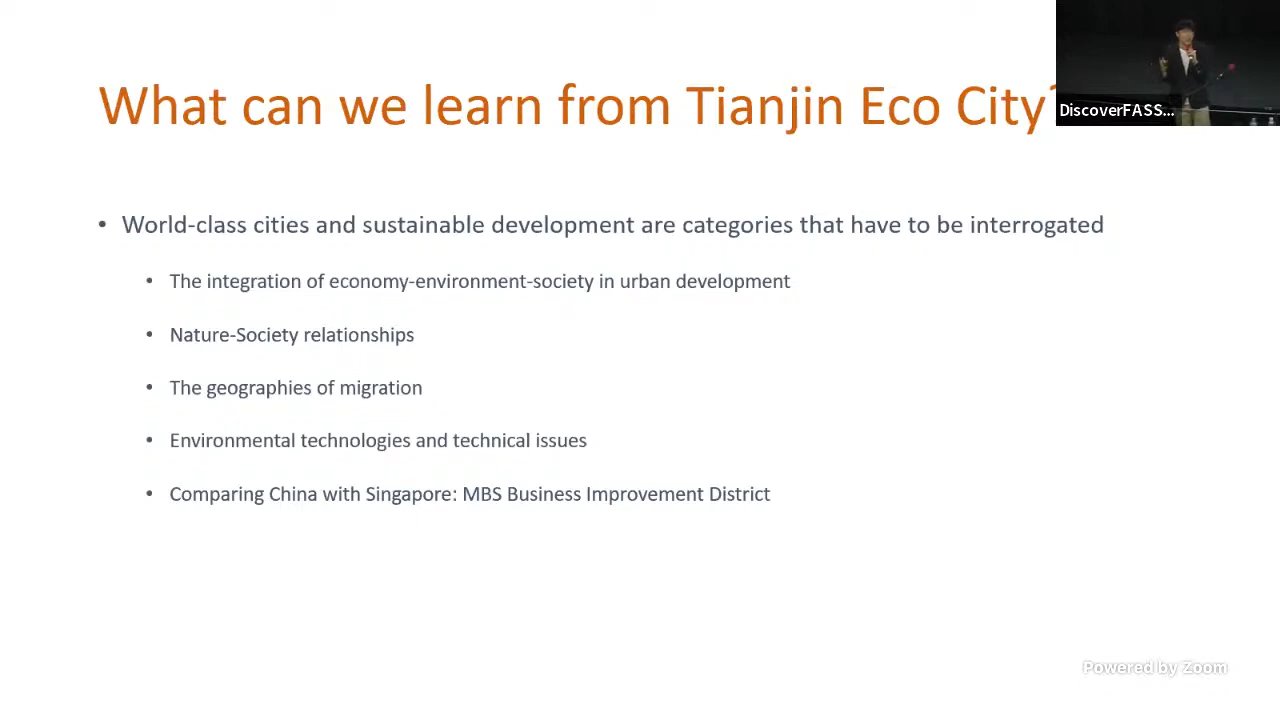 What can we learn from Tianjin Eco City?
DiscoverFASS...
• World-class cities and sustainable development are categories that have to be interrogated
• The integration of economy-environment-society in urban development
• Nature-Society relationships
• The geographies of migration
• Environmental technologies and technical issues
• Comparing China with Singapore: MBS Business Improvement District
Powered by Zoom